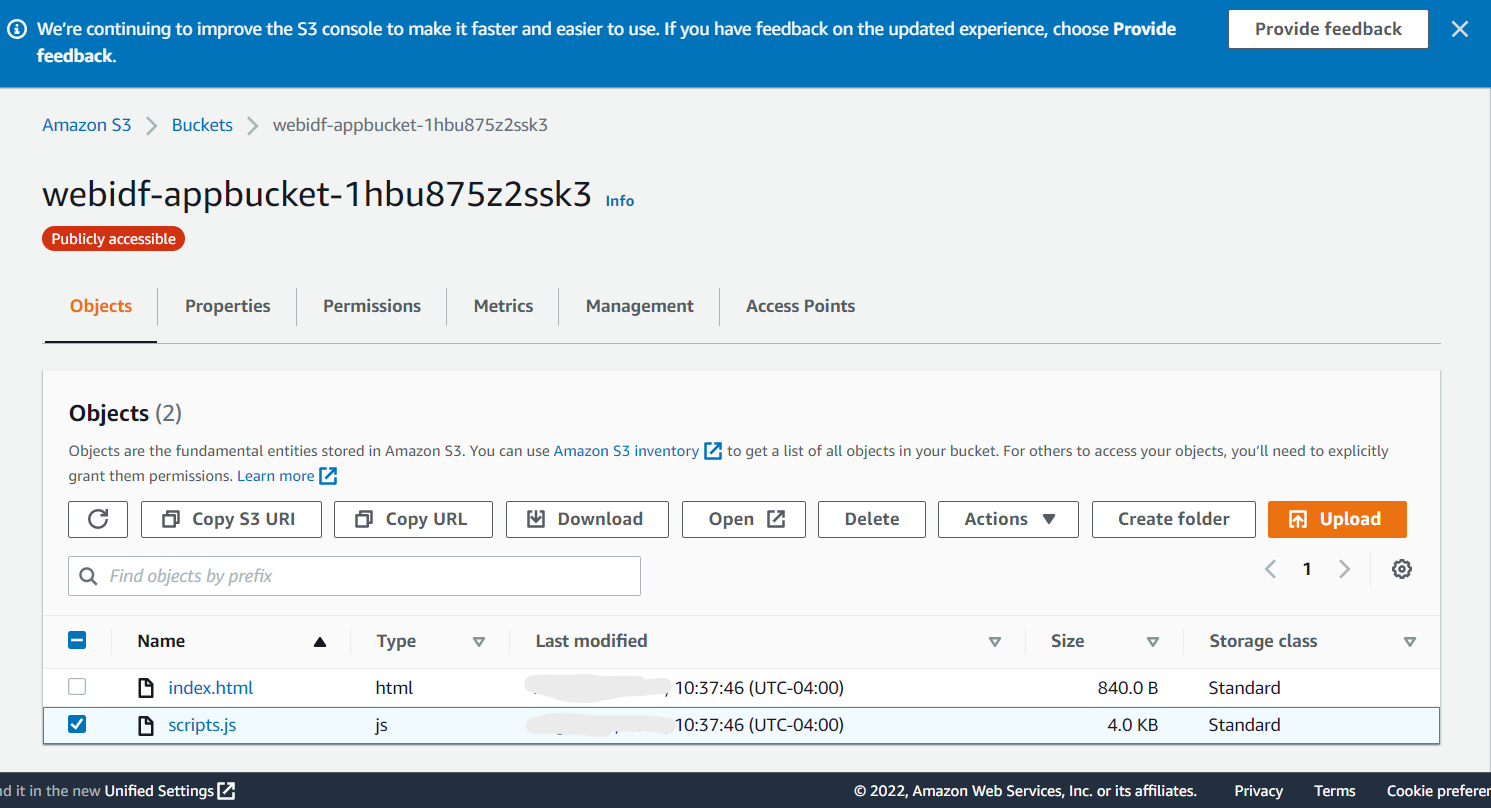 We're continuing to improve the S3 console to make it faster and easier to use. If you have feedback on the updated experience, choose Provide
feedback.
Provide feedback
Amazon S3 Buckets webidf-appbucket-1hbu875z2ssk3
webidf-appbucket-1hbu875z2ssk3 Info
Publicly accessible
Objects Properties Permissions Metrics Management Access Points
Objects (2)
Objects are the fundamental entities stored in Amazon S3. You can use Amazon S3 inventory to get a list of all objects in your bucket. For others to access your objects, you'll need to explicitly
grant them permissions. Learn more
Copy S3 URI Copy URL Download Open Delete Actions Create folder Upload
Find objects by prefix
1
Name Type Last modified Size Storage class
index.html html 10:37:46 (UTC-04:00) 840.0 B Standard
scripts.js js 10:37:46 (UTC-04:00) 4.0 KB Standard
it in the new Unified Settings © 2022, Amazon Web Services, Inc. or its affiliates. Privacy Terms Cookie